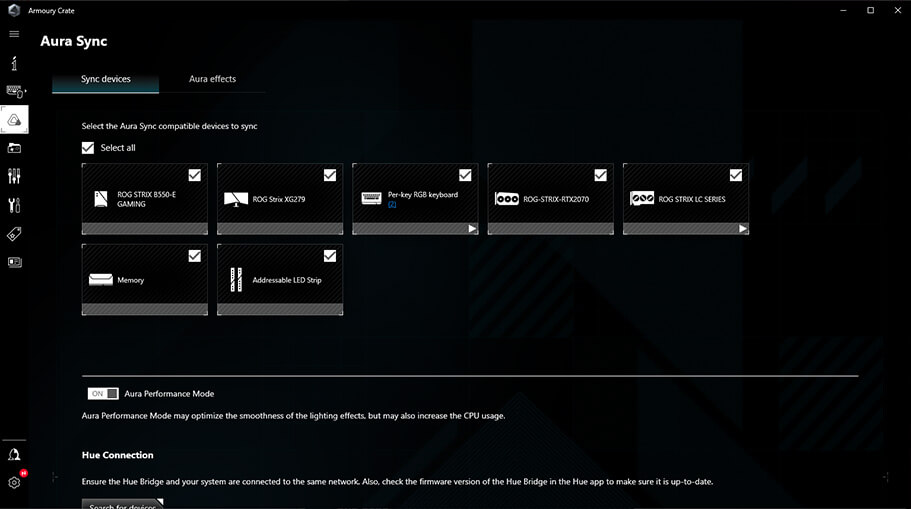 Armoury Crate
Aura Sync
Sync devices
Aura effects
Select the Aura Sync compatible devices to sync
Select all
ROG STRIX B550-E
GAMING
ROG Strix XG279
Per-key RGB keyboard
(2)
ROG-STRIX-RTX2070
ROG STRIX LC SERIES
Memory
Addressable LED Strip
ON
Aura Performance Mode
Aura Performance Mode may optimize the smoothness of the lighting effects, but may also increase the CPU usage.
Hue Connection
Ensure the Hue Bridge and your system are connected to the same network. Also, check the firmware version of the Hue Bridge in the Hue app to make sure it is up-to-date.
Search for devices